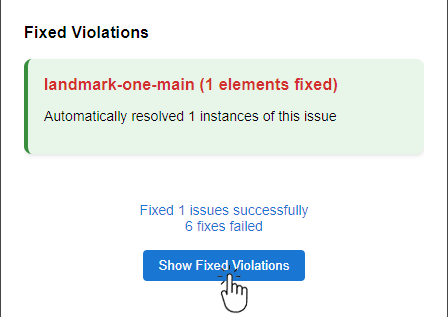 Fixed Violations
landmark-one-main (1 elements fixed)
Automatically resolved 1 instances of this issue
Fixed 1 issues successfully
6 fixes failed
Show Fixed Violations